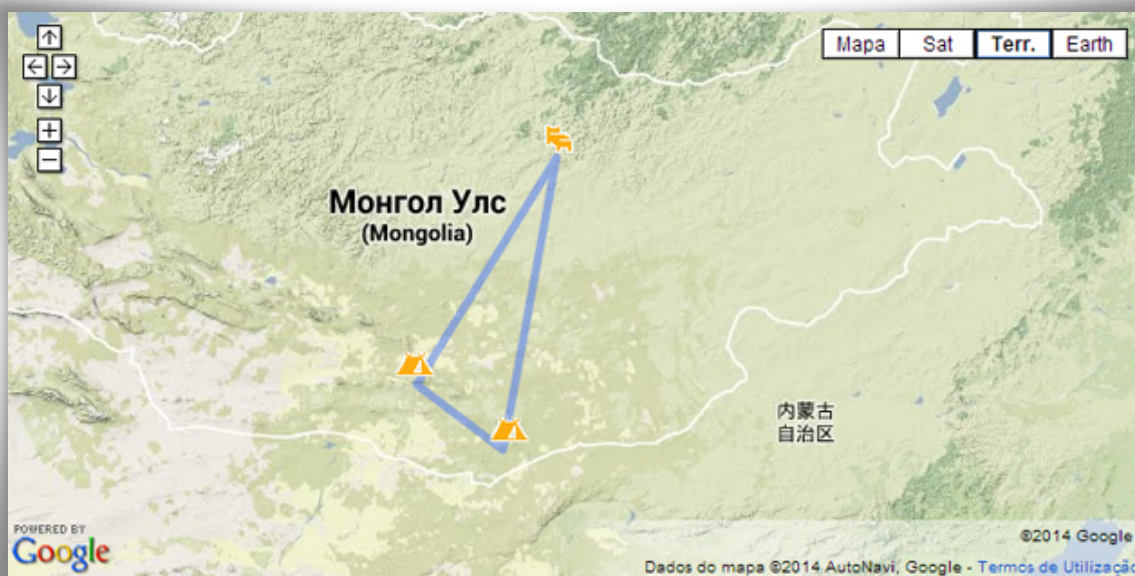 Mapa Sat Terr. Earth
Монгол Улс
(Mongolia)
内蒙古
自治区
POWERED BY
Google
©2014 Google
Dados do mapa ©2014 AutoNavi, Google - Termos de Utilização